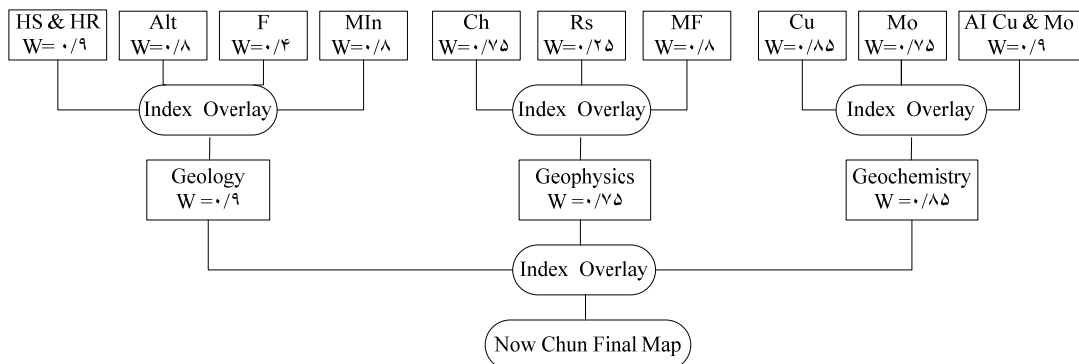 HS & HR
W= ۰/۹
Alt
W=۰/۸
F
W=۰/۴
MIn
W=۰/۸
Ch
W=۰/۷۵
Rs
W=۰/۲۵
MF
W=۰/۸
Cu
W=۰/۸۵
Mo
W=۰/۷۵
AI Cu & Mo
W=۰/۹
Index Overlay
Index Overlay
Index Overlay
Geology
W =۰/۹
Geophysics
W =۰/۷۵
Geochemistry
W =۰/۸۵
Index Overlay
Now Chun Final Map